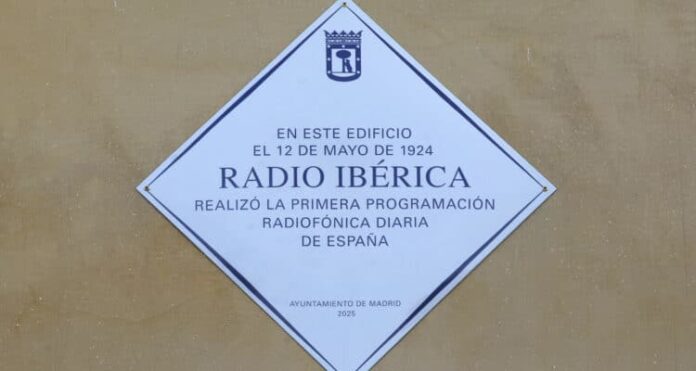 EN ESTE EDIFICIO
EL 12 DE MAYO DE 1924
RADIO IBÉRICA
REALIZÓ LA PRIMERA PROGRAMACIÓN
RADIOFÓNICA DIARIA
DE ESPAÑA
AYUNTAMIENTO DE MADRID
2025